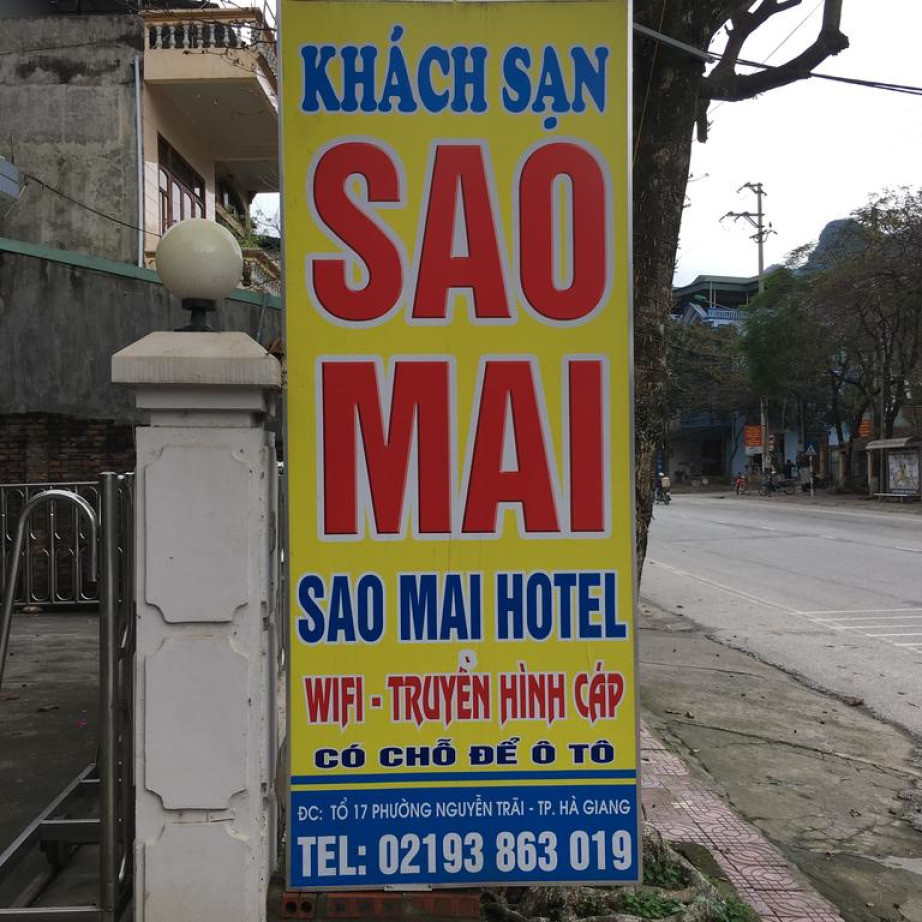 KHÁCH SẠN
SAO
MAI
SAO MAI HOTEL
WIFI - TRUYỂN HÌNH CÁP
CÓ CHỖ ĐỂ Ô TÔ
ĐC: TỔ 17 PHƯỜNG NGUYỄN TRÃI - TP. HÀ GIANG
TEL: 02193 863 019